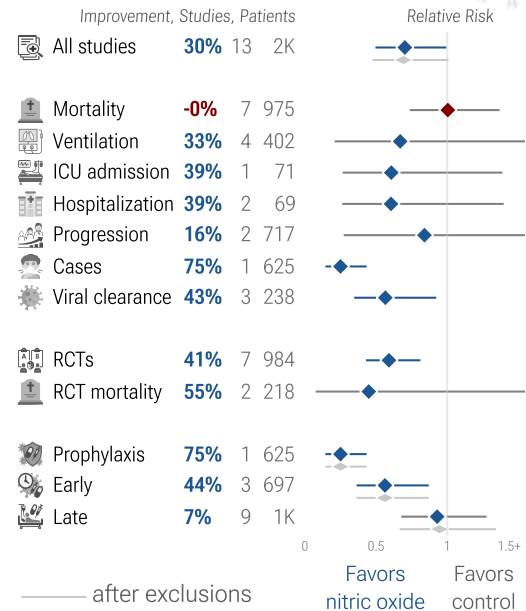 Improvement, Studies, Patients Relative Risk
All studies 30% 13 2K
Mortality -0% 7 975
Ventilation 33% 4 402
ICU admission 39% 1 71
Hospitalization 39% 2 69
Progression 16% 2 717
Cases 75% 1 625
Viral clearance 43% 3 238
RCTs 41% 7 984
RCT mortality 55% 2 218
Prophylaxis 75% 1 625
Early 44% 3 697
Late 7% 9 1K
0 0.5 1 1.5+
after exclusions
Favors
nitric oxide
Favors
control